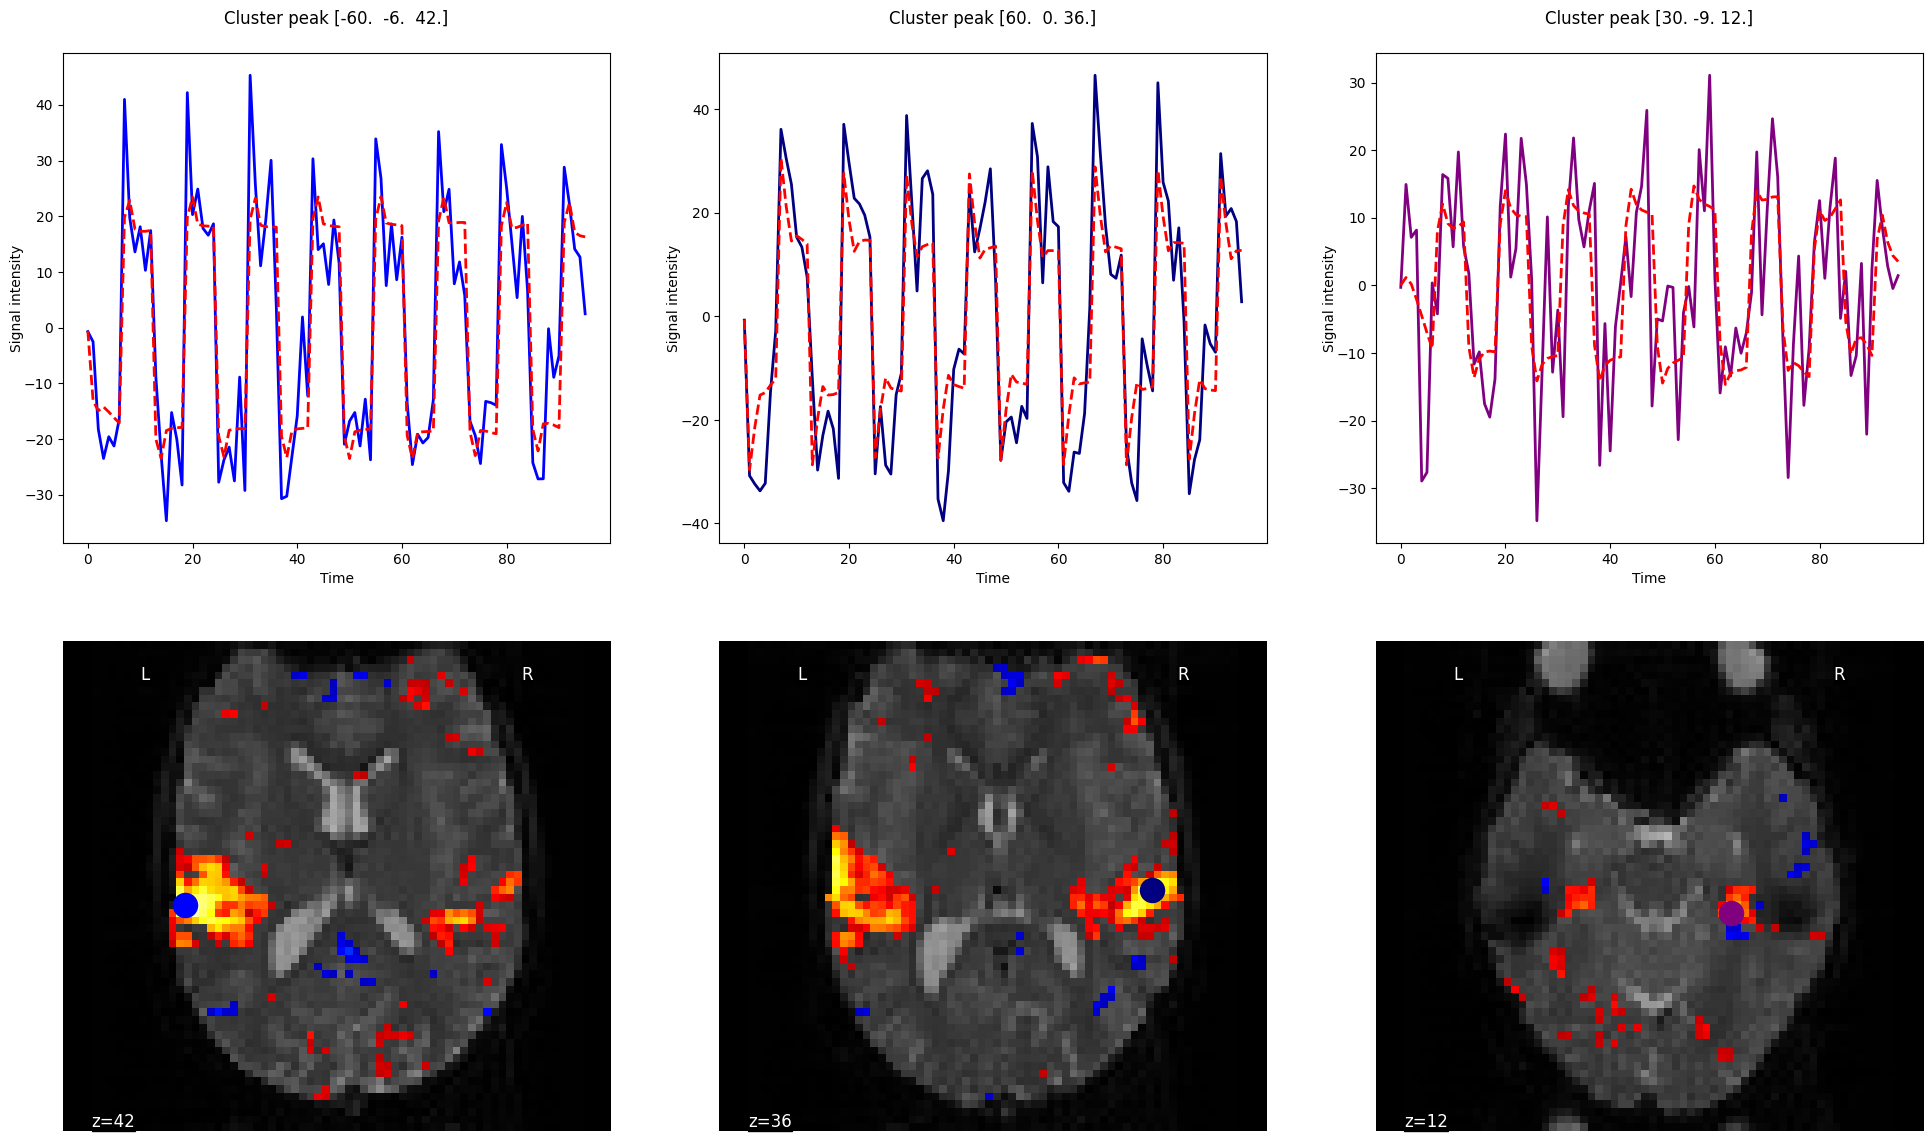 Cluster peak [-60.  -6.  42.]
Cluster peak [60.  0. 36.]
Cluster peak [30. -9. 12.]
Signal intensity
40
30
20
10
0
−10
−20
−30
0 20 40 60 80
Time
Signal intensity
40
20
0
−20
−40
0 20 40 60 80
Time
Signal intensity
30
20
10
0
−10
−20
−30
0 20 40 60 80
Time
L R
z=42
L R
z=36
L R
z=12